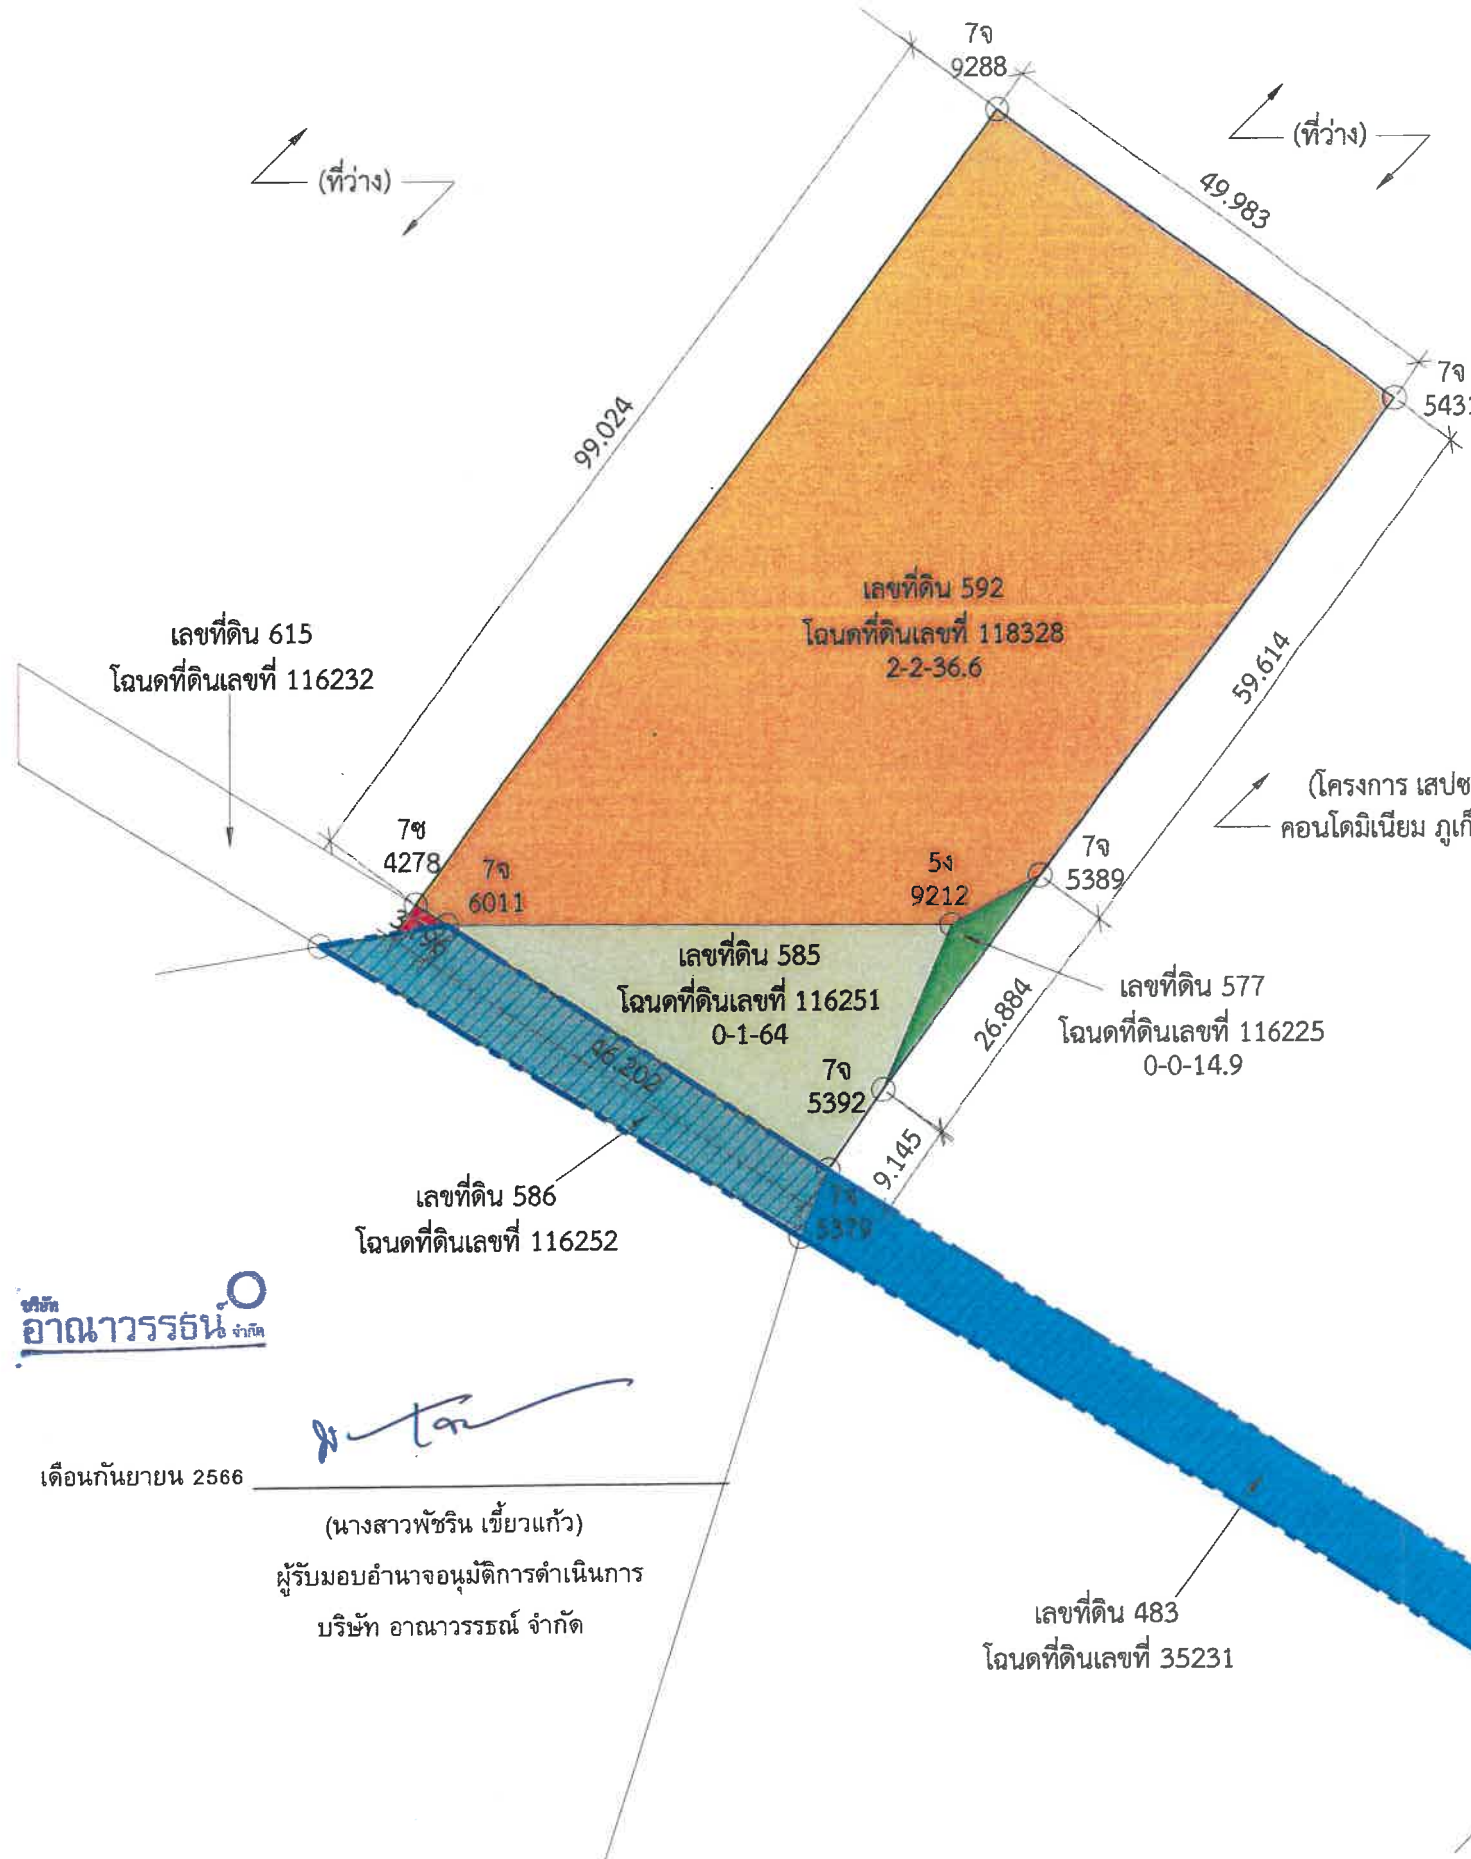 7จ
9288
(ที่ว่าง)
(ที่ว่าง)
49.983
7จ
99.024
เลขที่ดิน 592
โฉนดที่ดินเลขที่ 118328
2-2-36.6
เลขที่ดิน 615
โฉนดที่ดินเลขที่ 116232
59.614
(โครงการ
คอนโดมิเนียม
7ซ
4278
7จ
6011
5ง
9212
7จ
5389
เลขที่ดิน 585
โฉนดที่ดินเลขที่ 116251
0-1-64
เลขที่ดิน 577
โฉนดที่ดินเลขที่ 116225
0-0-14.9
26.884
46.202
7จ
5392
9.145
เลขที่ดิน 586
โฉนดที่ดินเลขที่ 116252
7จ
5379
บริษัท
อาณาวรรธน์ จำกัด
เดือนกันยายน 2566
(นางสาวพัชริน เขี้ยวแก้ว)
ผู้รับมอบอำนาจอนุมัติการดำเนินการ
บริษัท อาณาวรรธณ์ จำกัด
เลขที่ดิน 483
โฉนดที่ดินเลขที่ 35231